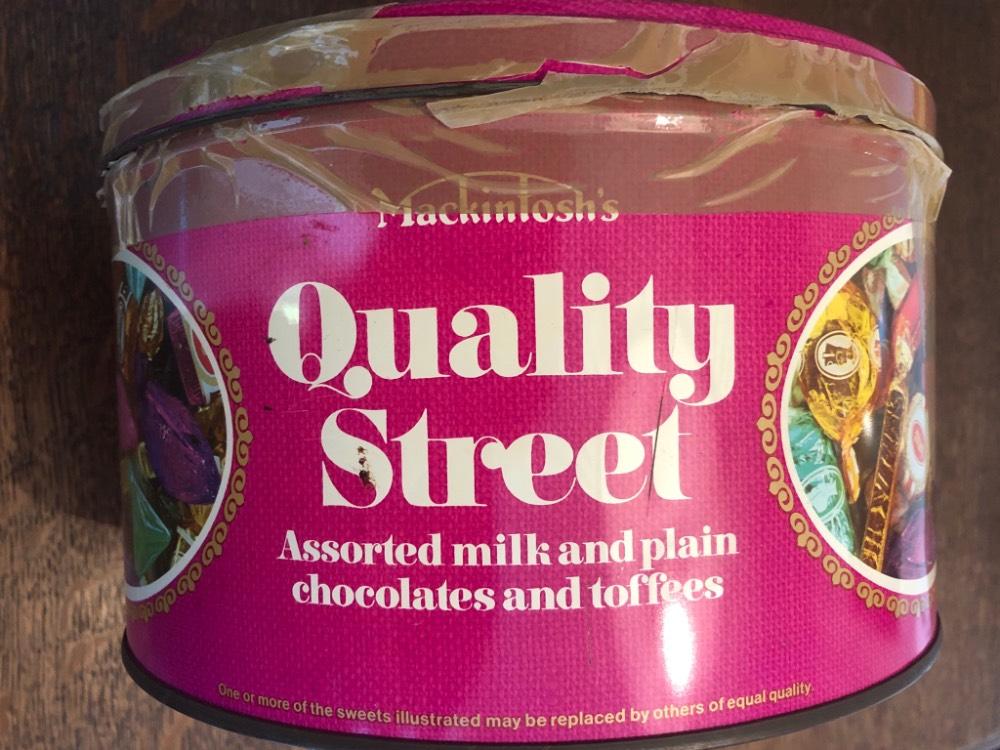 Mackintosh's
Quality
Street
Assorted milk and plain
chocolates and toffees
One or more of the sweets illustrated may be replaced by others of equal quality.